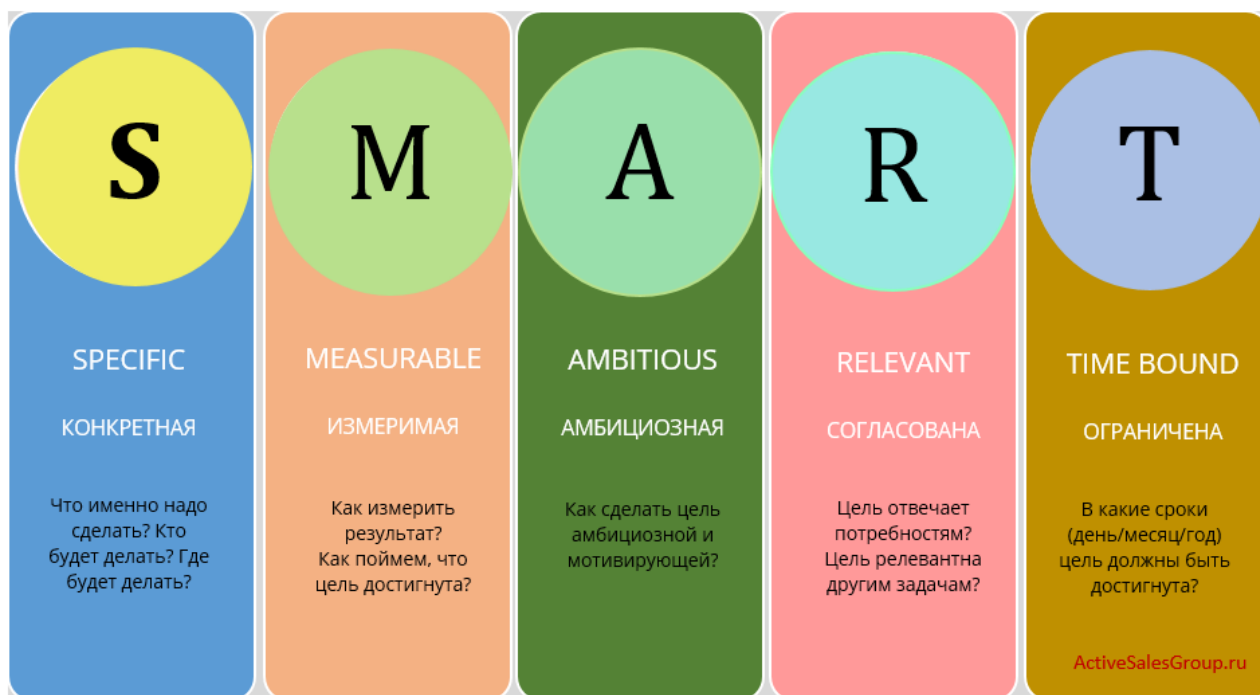 S
SPECIFIC
КОНКРЕТНАЯ
Что именно надо
сделать? Кто
будет делать? Где
будет делать?
M
MEASURABLE
ИЗМЕРИМАЯ
Как измерить
результат?
Как поймем, что
цель достигнута?
A
AMBITIOUS
АМБИЦИОЗНАЯ
Как сделать цель
амбициозной и
мотивирующей?
R
RELEVANT
СОГЛАСОВАНА
Цель отвечает
потребностям?
Цель релевантна
другим задачам?
T
TIME BOUND
ОГРАНИЧЕНА
В какие сроки
(день/месяц/год)
цель должны быть
достигнута?
ActiveSalesGroup.ru